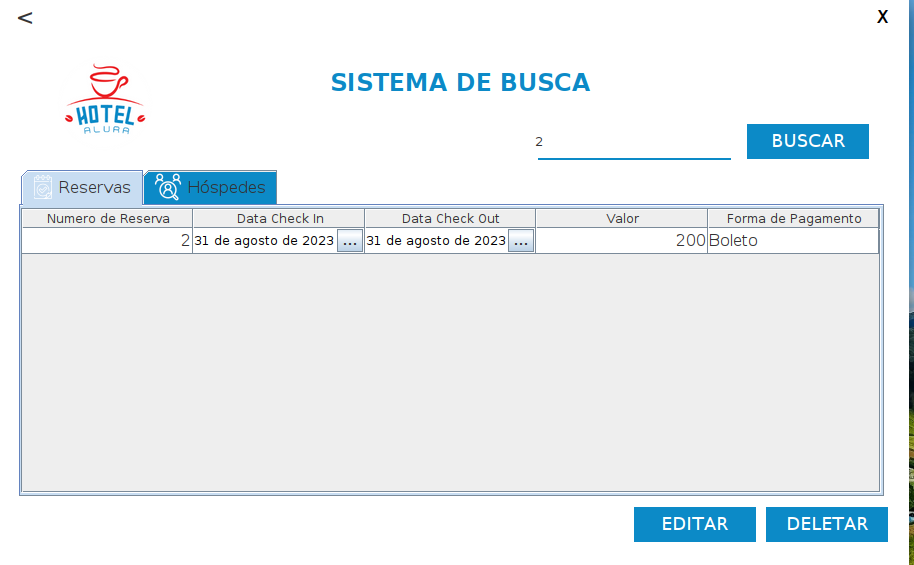 <
X
SISTEMA DE BUSCA
HOTEL
ALURA
2
BUSCAR
Reservas
Hóspedes
Numero de Reserva Data Check In Data Check Out Valor Forma de Pagamento
2 31 de agosto de 2023 ... 31 de agosto de 2023 ... 200 Boleto
EDITAR DELETAR